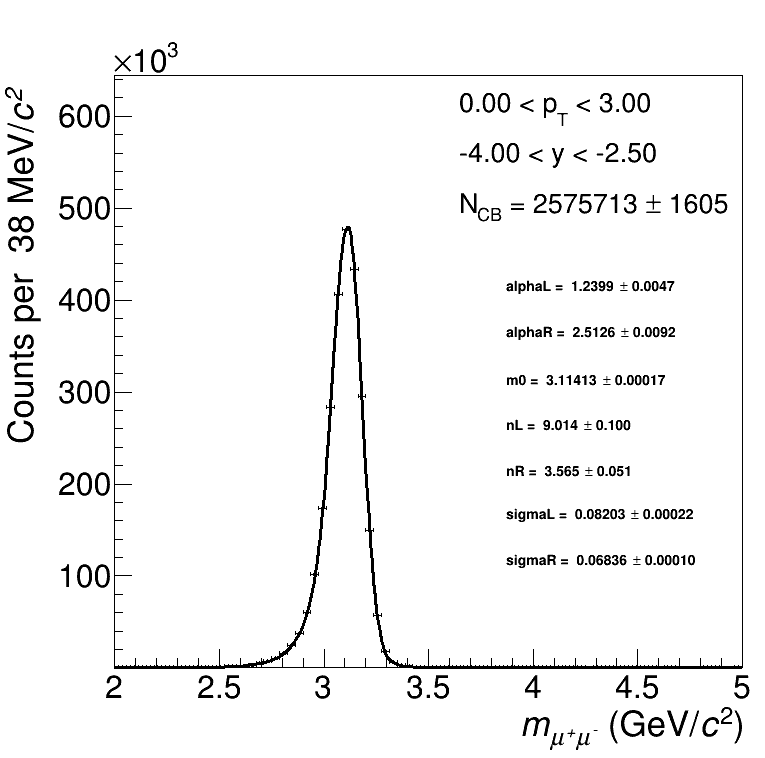 ×10³
Counts per 38 MeV/c²
600
500
400
300
200
100
0.00 < p_T < 3.00
-4.00 < y < -2.50
N_CB = 2575713 ± 1605
alphaL = 1.2399 ± 0.0047
alphaR = 2.5126 ± 0.0092
m0 = 3.11413 ± 0.00017
nL = 9.014 ± 0.100
nR = 3.565 ± 0.051
sigmaL = 0.08203 ± 0.00022
sigmaR = 0.06836 ± 0.00010
2 2.5 3 3.5 4 4.5 5
m_μ⁺μ⁻ (GeV/c²)